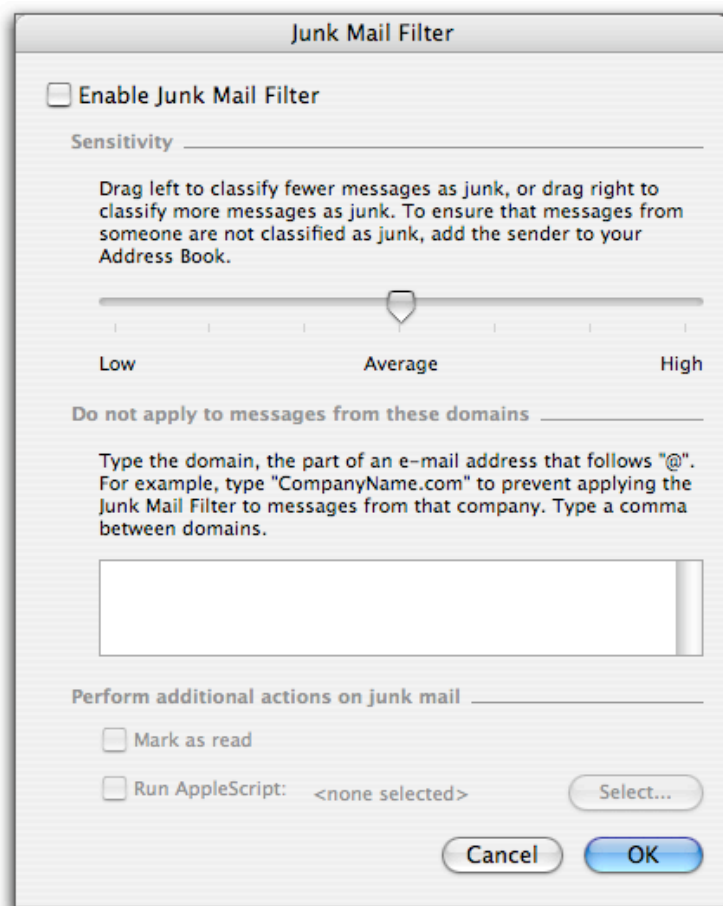 Junk Mail Filter
Enable Junk Mail Filter
Sensitivity
Drag left to classify fewer messages as junk, or drag right to
classify more messages as junk. To ensure that messages from
someone are not classified as junk, add the sender to your
Address Book.
Low Average High
Do not apply to messages from these domains
Type the domain, the part of an e-mail address that follows "@".
For example, type "CompanyName.com" to prevent applying the
Junk Mail Filter to messages from that company. Type a comma
between domains.
Perform additional actions on junk mail
Mark as read
Run AppleScript: <none selected> Select...
Cancel OK